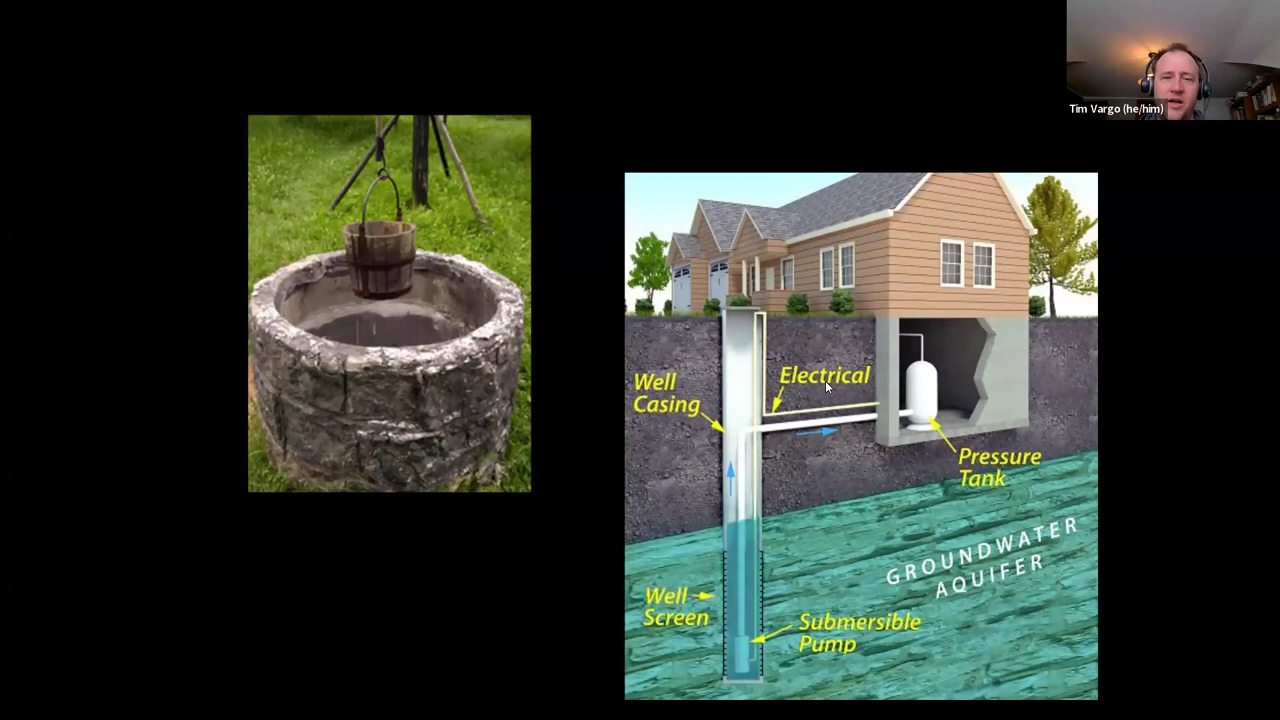 Tim Vargo (he/him)
Electrical
Well
Casing
Pressure
Tank
GROUNDWATER
AQUIFER
Well
Screen
Submersible
Pump